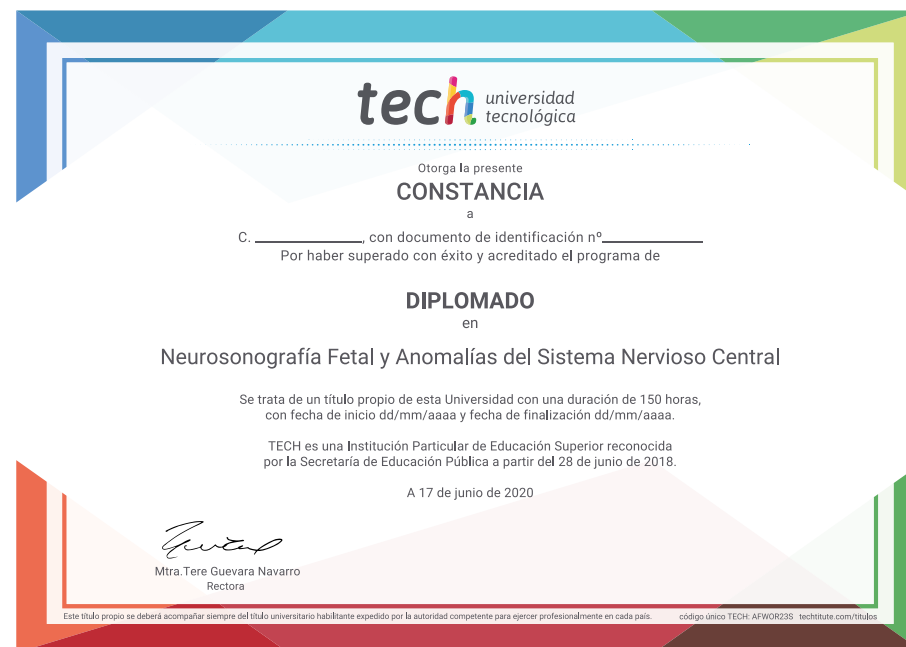 tech universidad
tecnológica
Otorga la presente
CONSTANCIA
a
C. ____________, con documento de identificación nº____________
Por haber superado con éxito y acreditado el programa de
DIPLOMADO
en
Neurosonografía Fetal y Anomalías del Sistema Nervioso Central
Se trata de un título propio de esta Universidad con una duración de 150 horas,
con fecha de inicio dd/mm/aaaa y fecha de finalización dd/mm/aaaa.
TECH es una Institución Particular de Educación Superior reconocida
por la Secretaría de Educación Pública a partir del 28 de junio de 2018.
A 17 de junio de 2020
Mtra.Tere Guevara Navarro
Rectora
Este título propio se deberá acompañar siempre del título universitario habilitante expedido por la autoridad competente para ejercer profesionalmente en cada país. código único TECH: AFWOR23S techtitute.com/títulos